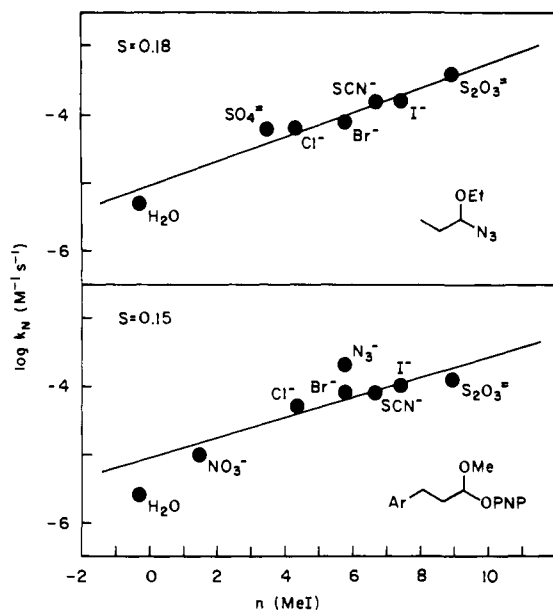 S=0.18
-4
-6
SO₄⁼
Cl⁻
SCN⁻
Br⁻
I⁻
S₂O₃⁼
H₂O
OEt
N₃
log k_N (M⁻¹ s⁻¹)
S=0.15
-4
-6
N₃⁻
Cl⁻
Br⁻
I⁻
SCN⁻
S₂O₃⁼
NO₃⁻
H₂O
OMe
Ar
OPNP
-2 0 2 4 6 8 10
n (MeI)